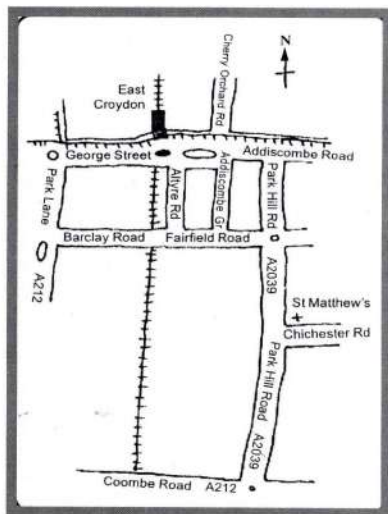 Cherry Orchard Rd
N
East
Croydon
George Street
Addiscombe Road
Park Lane
Altyre Rd
Addiscombe Gr
Park Hill Rd
Barclay Road
Fairfield Road
A212
A2039
St Matthew's
Chichester Rd
Park Hill Road
A2039
Coombe Road
A212